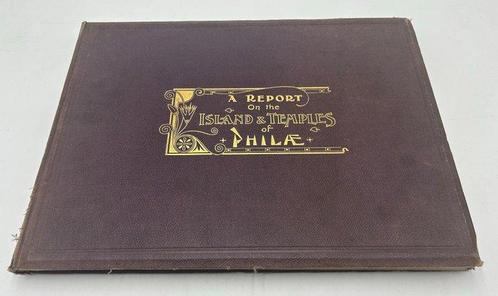 A REPORT
On the
ISLAND & TEMPLES
of
PHILÆ